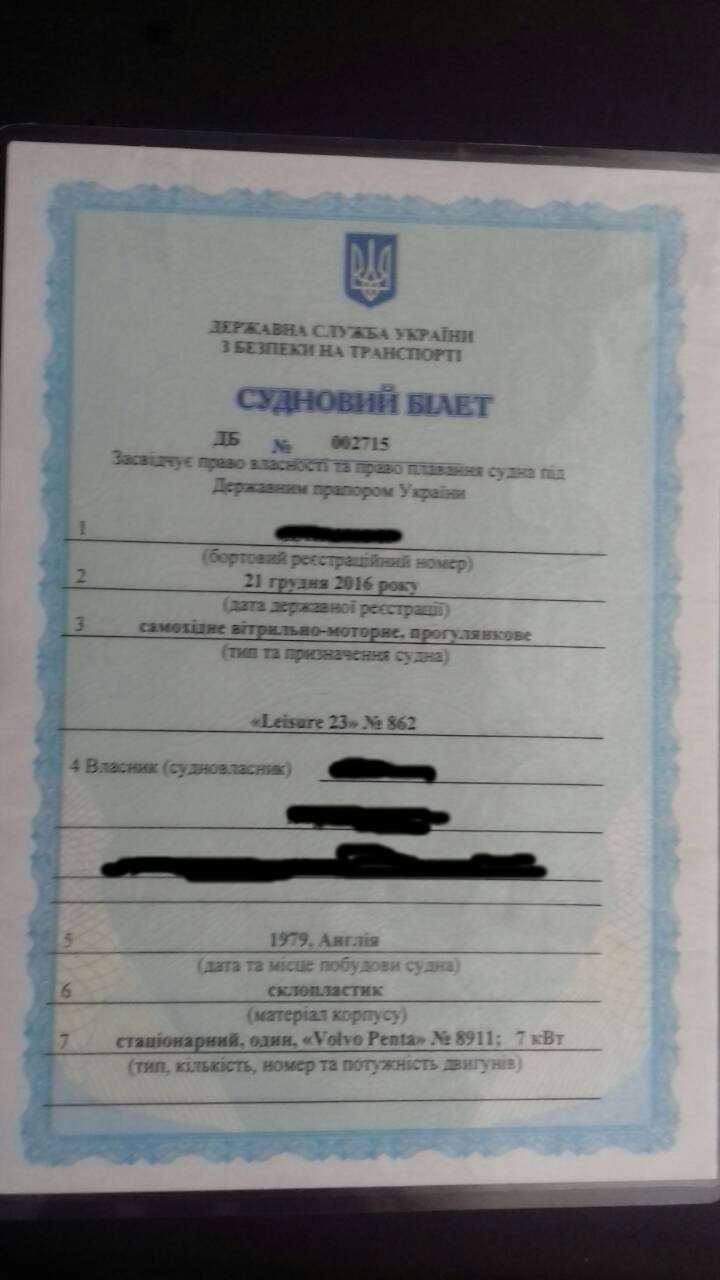 ДЕРЖАВНА СЛУЖБА УКРАЇНИ
З БЕЗПЕКИ НА ТРАНСПОРТІ
СУДНОВИЙ БІЛЕТ
ДБ № 002715
Засвідчує право власності та право плавання судна під
Державним прапором України
1
(бортовий реєстраційний номер)
2 21 грудня 2016 року
(дата державної реєстрації)
3 самохідне вітрильно-моторне, прогулянкове
(тип та призначення судна)
«Leisure 23» № 862
4 Власник (судновласник)
5 1979, Англія
(дата та місце побудови судна)
6 склопластик
(матеріал корпусу)
7 стаціонарний, один, «Volvo Penta» № 8911; 7 кВт
(тип, кількість, номер та потужність двигунів)